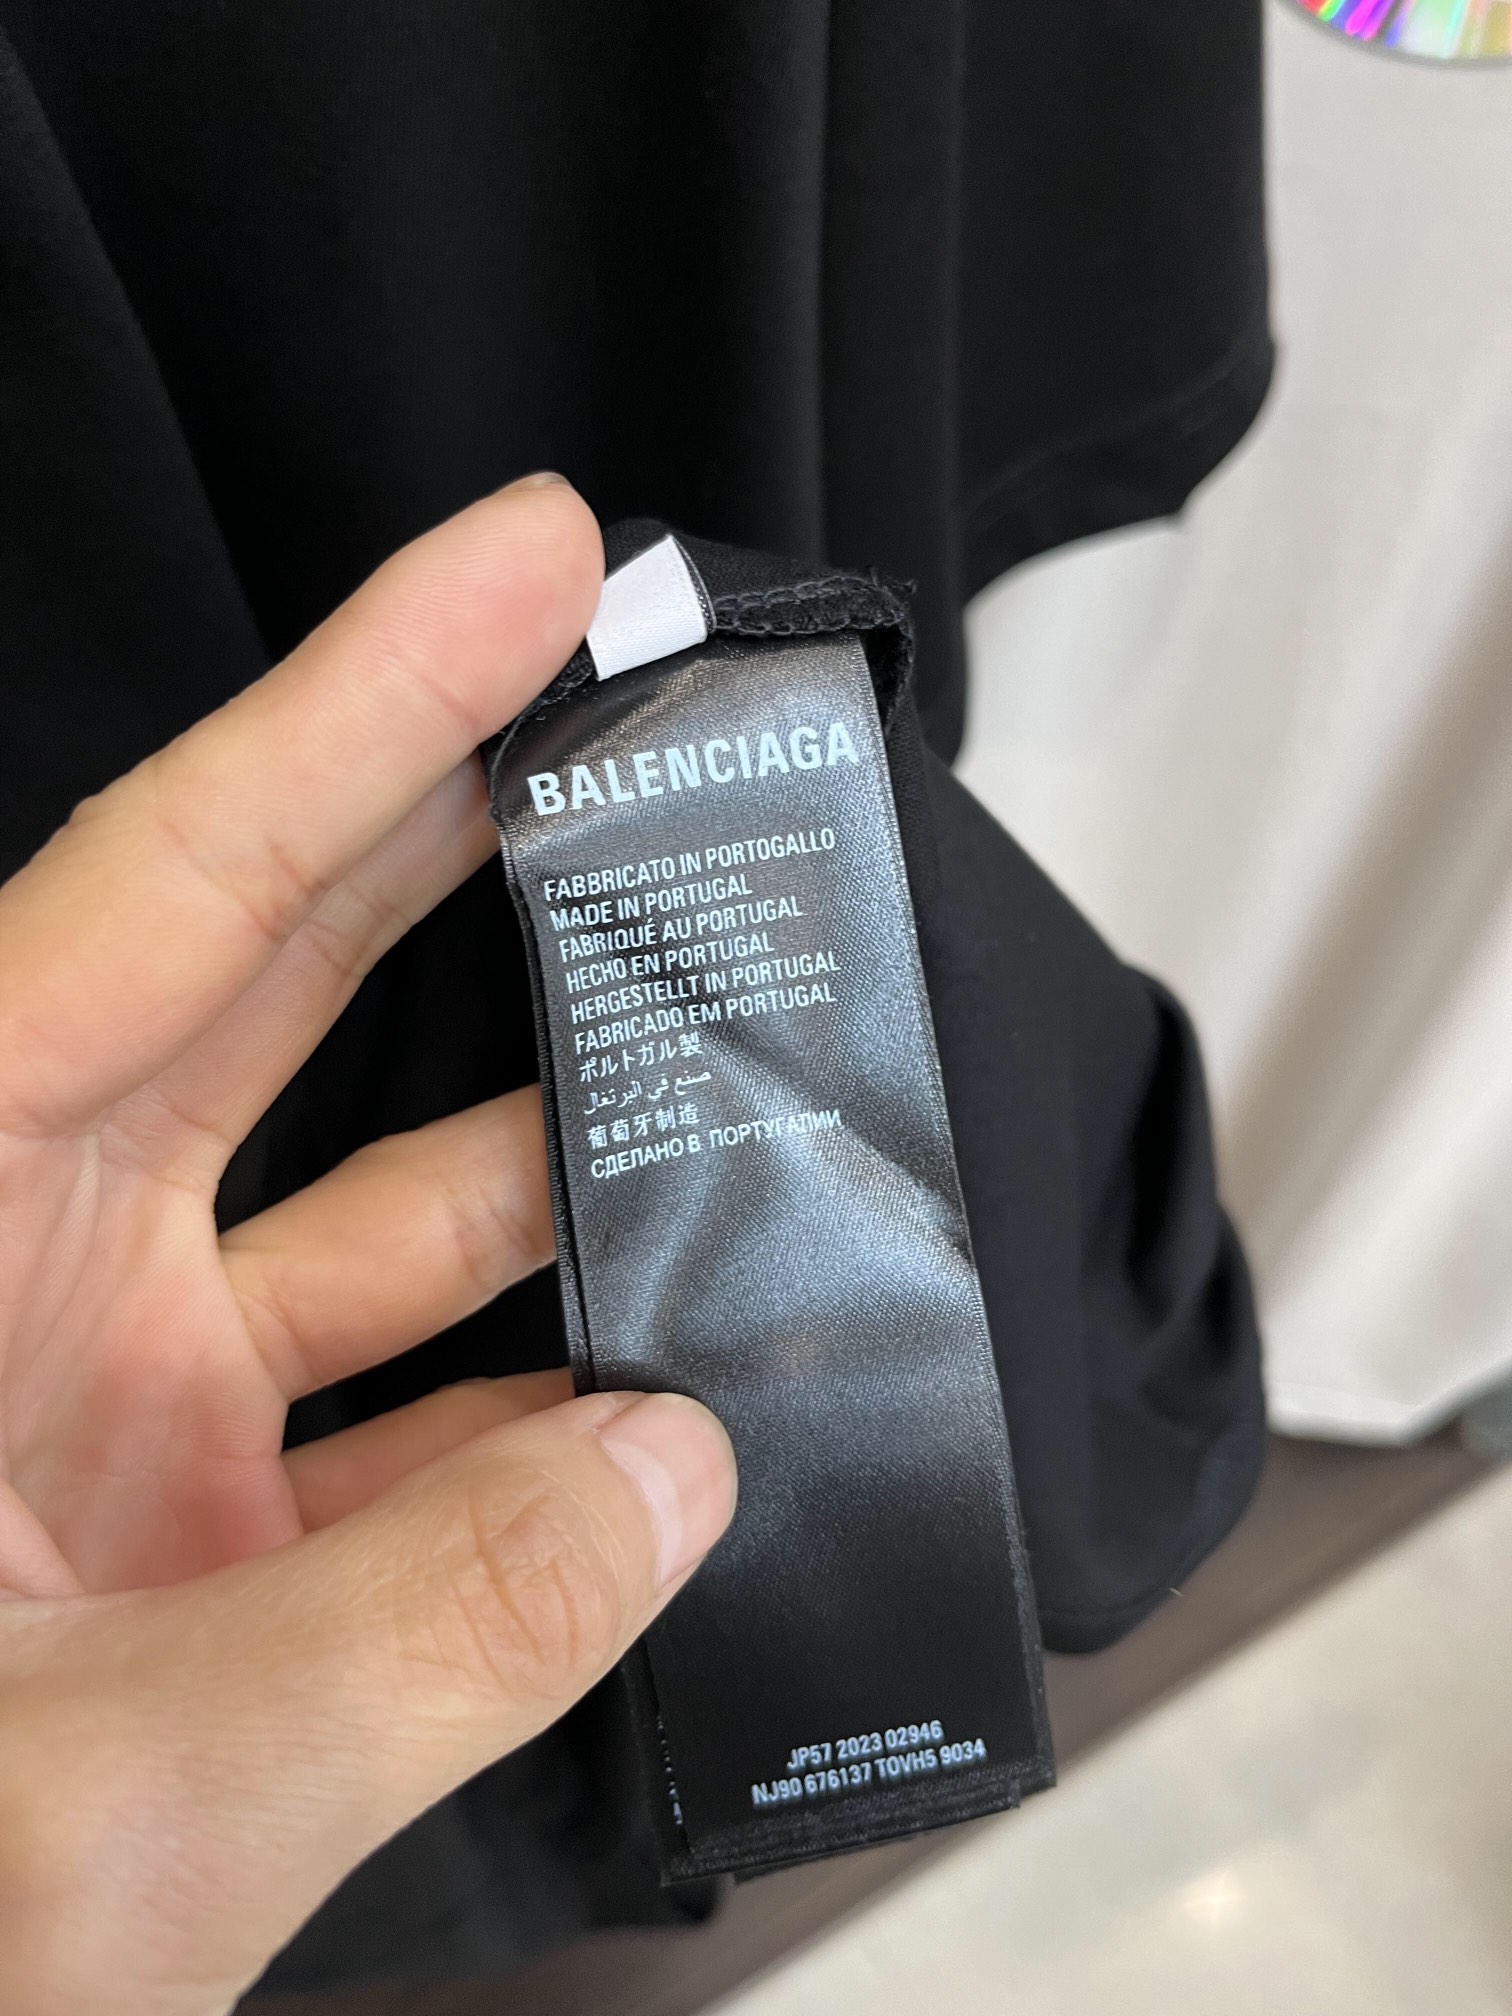 BALENCIAGA
FABBRICATO IN PORTOGALLO
MADE IN PORTUGAL
FABRIQUÉ AU PORTUGAL
HECHO EN PORTUGAL
HERGESTELLT IN PORTUGAL
FABRICADO EM PORTUGAL
ポルトガル製
صنع في البرتغال
葡萄牙制造
СДЕЛАНО В ПОРТУГАТИИИ
JP57 2023 02946
NJ90 676137 TOVH5 9034